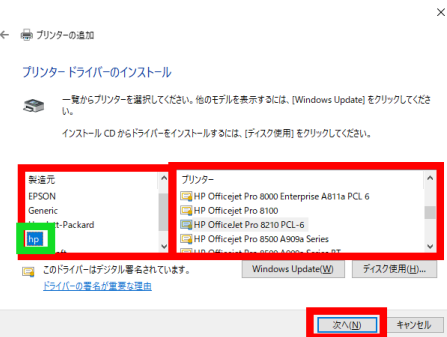 プリンターの追加
プリンター ドライバーのインストール
一覧からプリンターを選択してください。他のモデルを表示するには、[Windows Update] をクリックしてください。
インストール CD からドライバーをインストールするには、[ディスク使用] をクリックしてください。
製造元
EPSON
Generic
hp
プリンター
HP Officejet Pro 8000 Enterprise A811a PCL 6
HP Officejet Pro 8100
HP OfficeJet Pro 8210 PCL-6
HP Officejet Pro 8500 A909a Series
HP Officejet Pro 8500 A909a Series BT
このドライバーはデジタル署名されています。
ドライバーの署名が重要な理由
Windows Update(W)
ディスク使用(H)...
次へ(N)
キャンセル